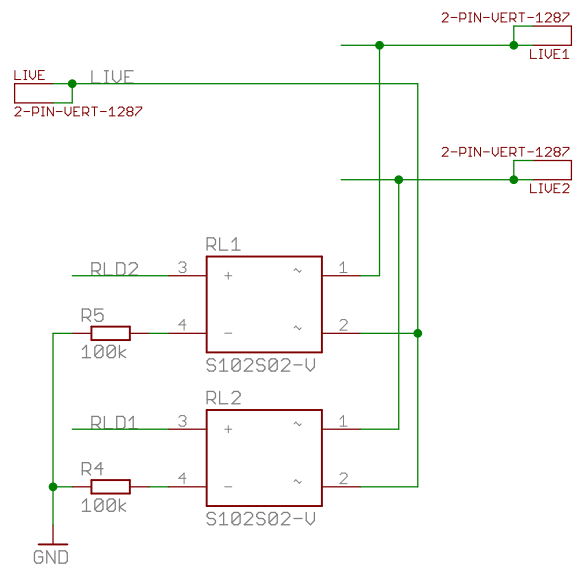 2-PIN-VERT-1287
LIVE1
LIVE
LIVE
2-PIN-VERT-1287
2-PIN-VERT-1287
LIVE2
RL1
RLD2
3
+
~
1
R5
4
-
~
2
100k
S102S02-V
RL2
RLD1
3
+
~
1
R4
4
-
~
2
100k
S102S02-V
GND